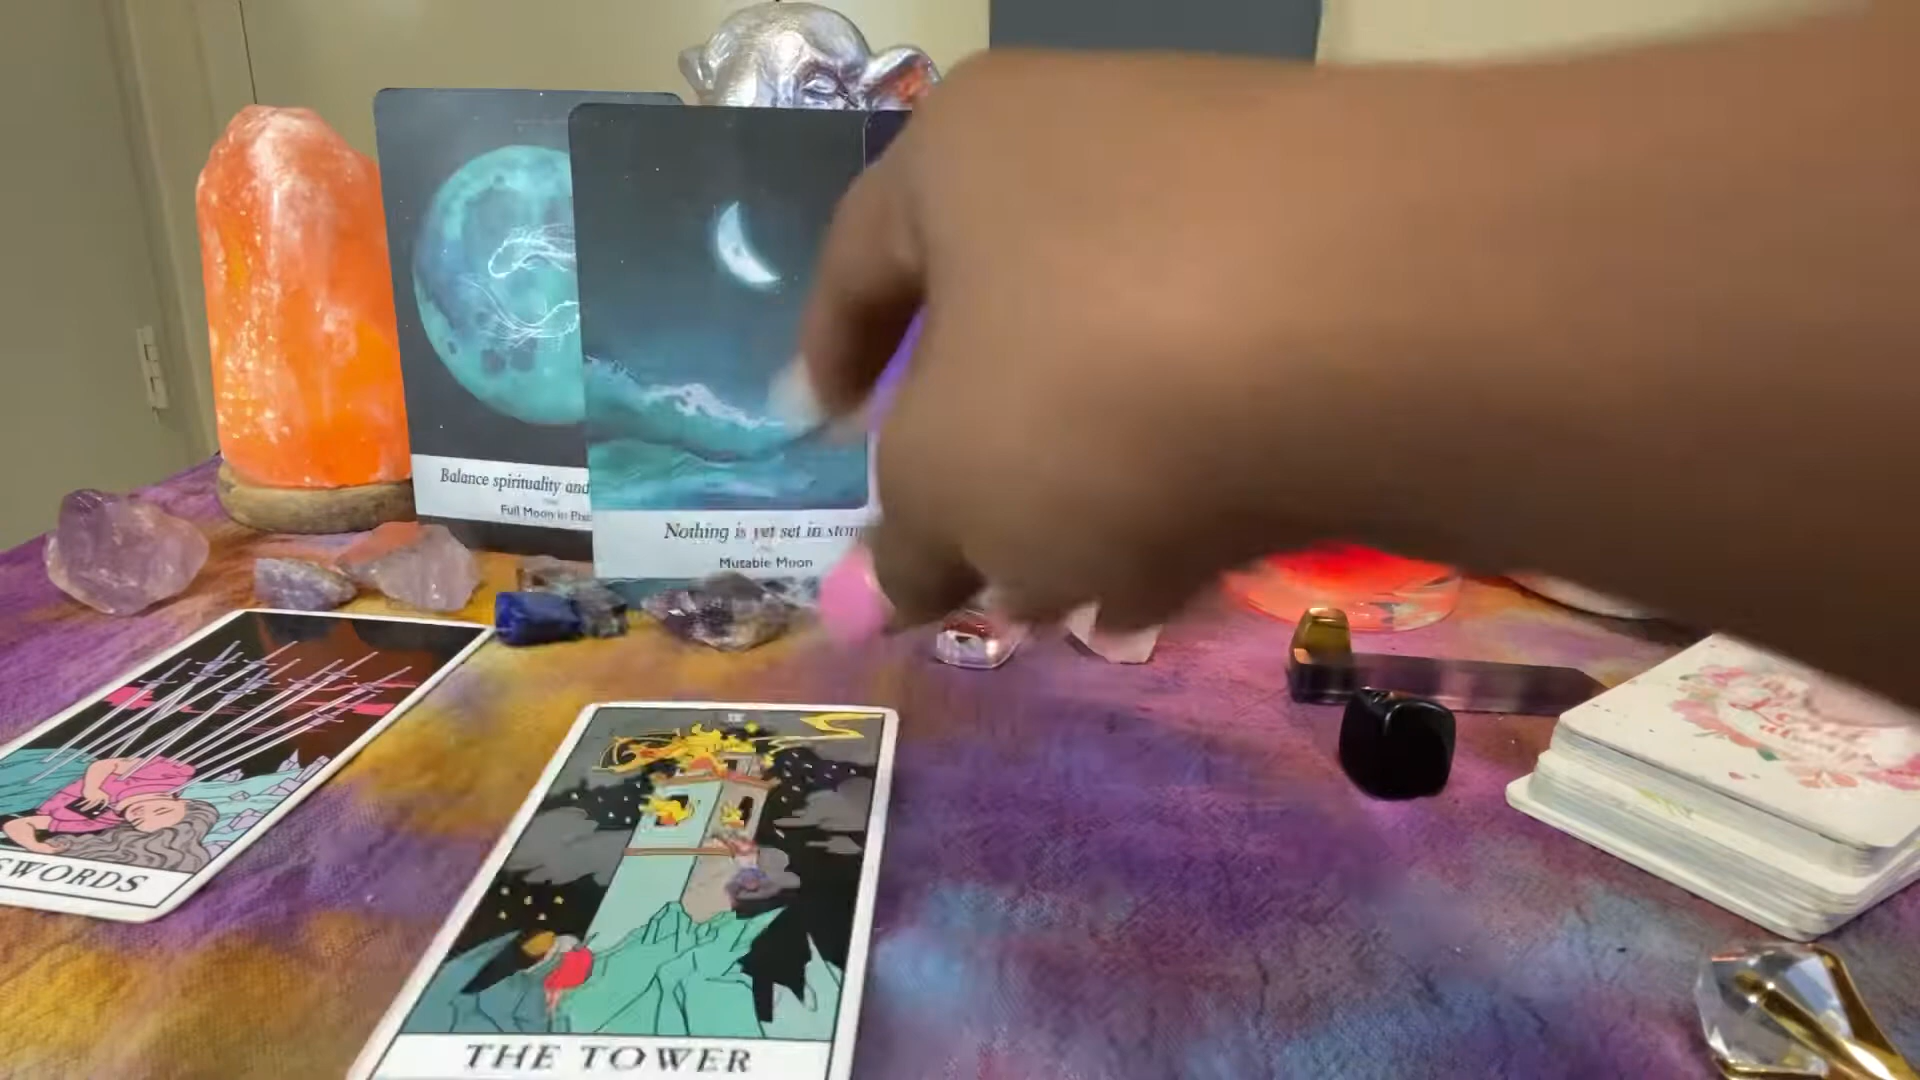 Balance spirituality and
Full Moon in
Nothing is yet set in
Mutable Moon
SWORDS
THE TOWER